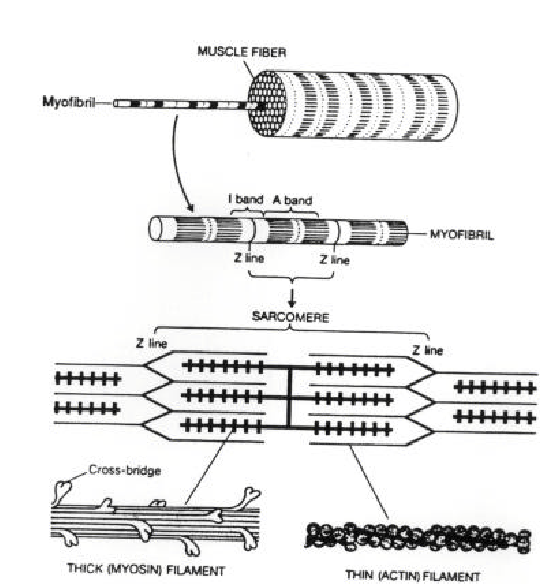 MUSCLE FIBER
Myofibril
I band A band
MYOFIBRIL
Z line Z line
SARCOMERE
Z line Z line
Cross-bridge
THICK (MYOSIN) FILAMENT
THIN (ACTIN) FILAMENT